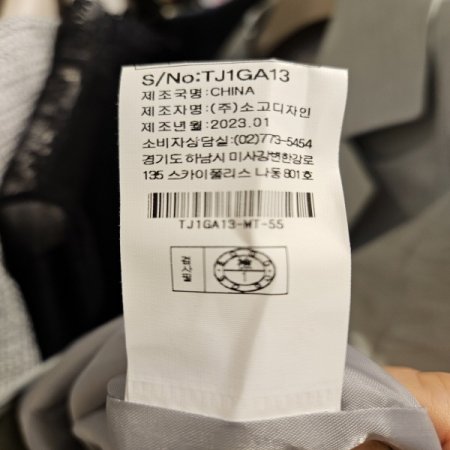 S/No:TJ1GA13
제조국명:CHINA
제조자명:(주)소고디자인
제조년월:2023.01
소비자상담실:(02)773-5454
경기도 하남시 미사강변한강로
135 스카이폴리스 나동 801호
TJ1GA13-WT-55
검사필